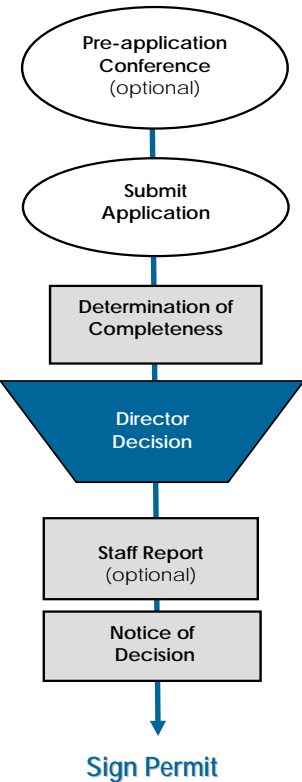 Pre-application
Conference
(optional)
Submit
Application
Determination of
Completeness
Director
Decision
Staff Report
(optional)
Notice of
Decision
Sign Permit